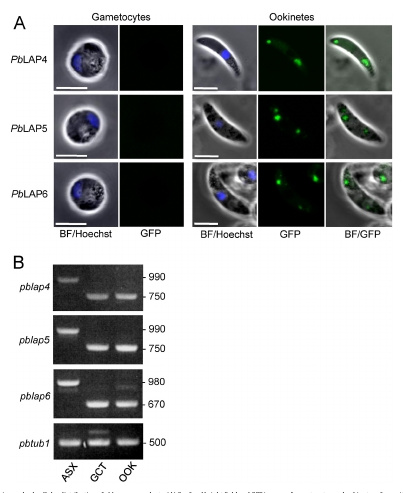 A
Gametocytes Ookinetes
PbLAP4
PbLAP5
PbLAP6
BF/Hoechst GFP BF/Hoechst GFP BF/GFP
B
pblap4
990
750
pblap5
990
750
pblap6
980
670
pbtub1
500
ASX GCT OOK